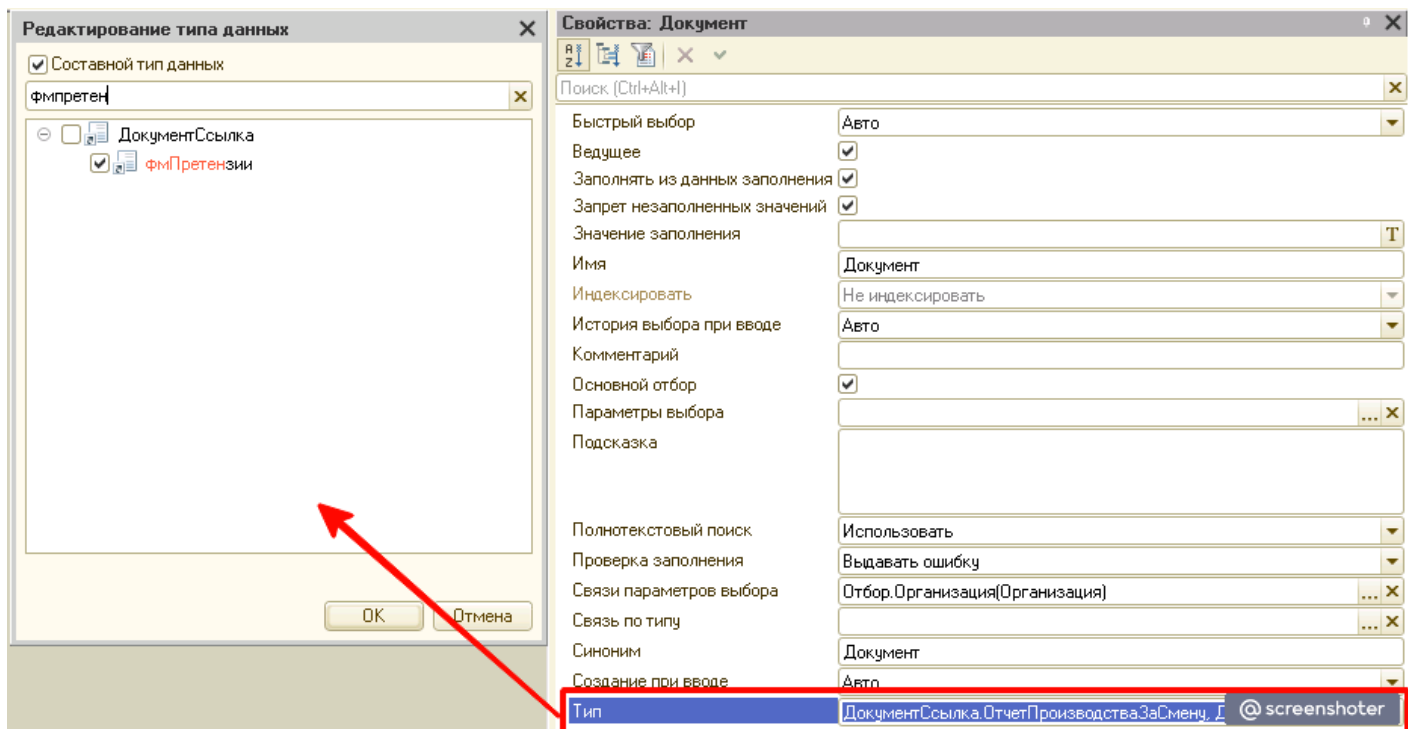 Редактирование типа данных
Составной тип данных
фмпретен
ДокументСсылка
фмПретензии
ОК
Отмена
Свойства: Документ
Поиск (Ctrl+Alt+I)
Быстрый выбор
Авто
Ведущее
Заполнять из данных заполнения
Запрет незаполненных значений
Значение заполнения
T
Имя
Документ
Индексировать
Не индексировать
История выбора при вводе
Авто
Комментарий
Основной отбор
Параметры выбора
...
Подсказка
Полнотекстовый поиск
Использовать
Проверка заполнения
Выдавать ошибку
Связи параметров выбора
Отбор.Организация(Организация)
...
Связь по типу
...
Синоним
Документ
Создание при вводе
Авто
Тип
ДокументСсылка.ОтчетПроизводстваЗаСмену, Д
@screenshoter